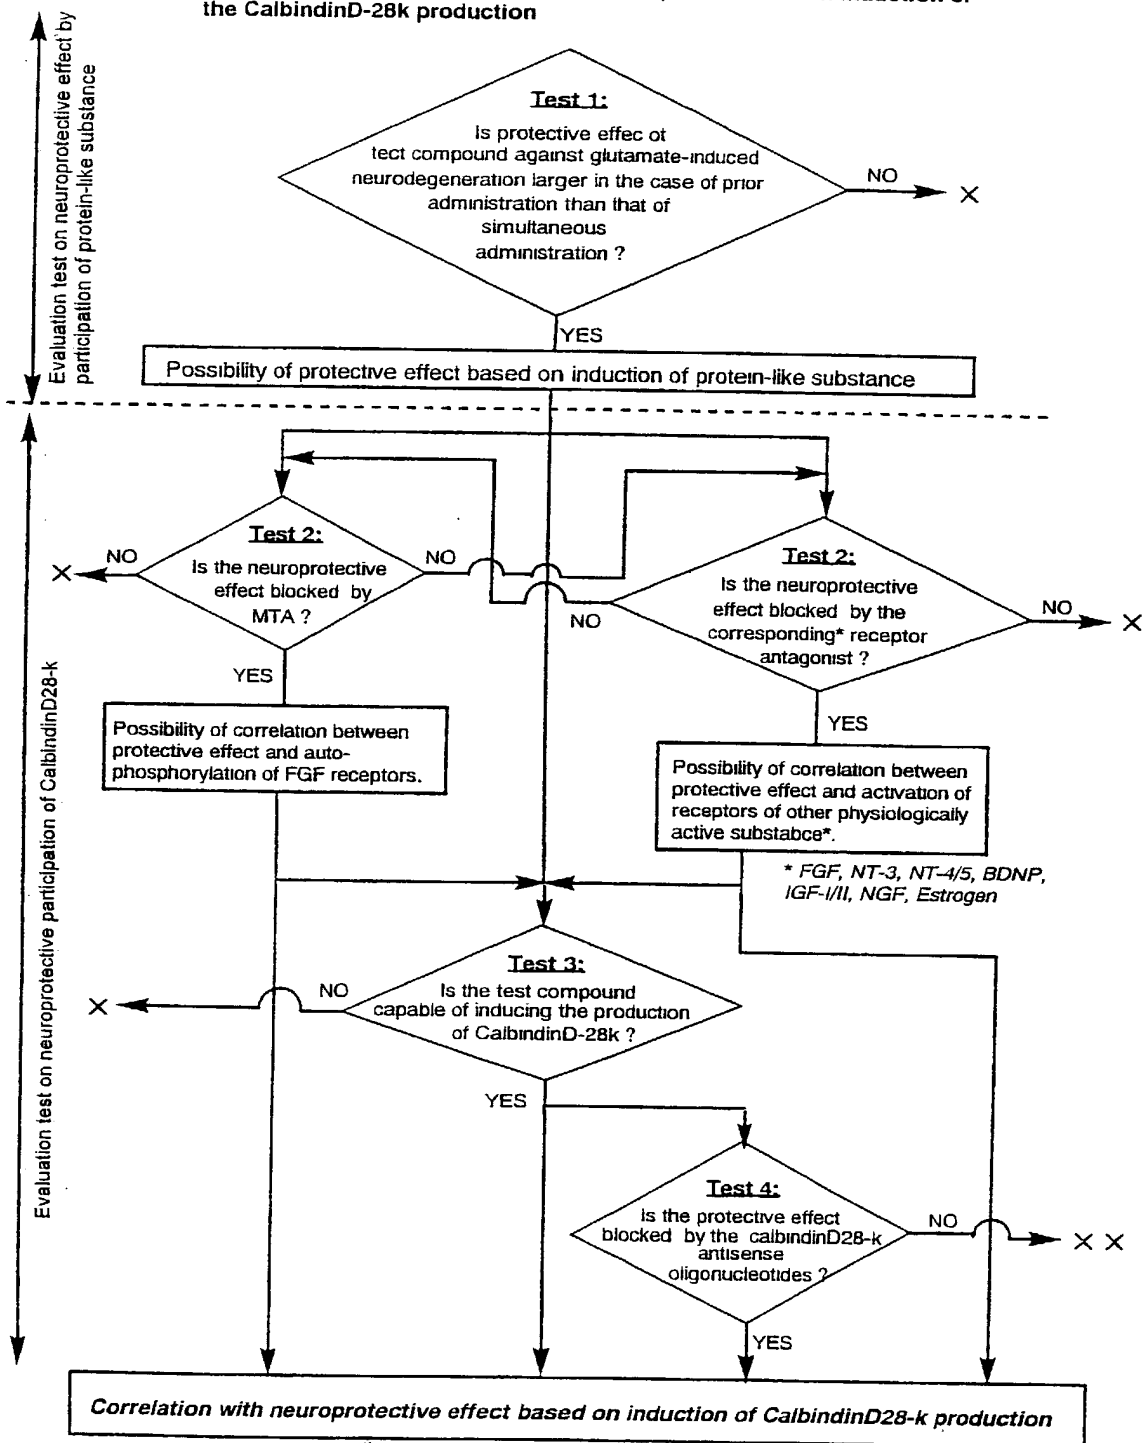 the CalbindinD-28k production
Evaluation test on neuroprotective effect by
participation of protein-like substance
Test 1:
Is protective effec of
tect compound against glutamate-induced
neurodegeneration larger in the case of prior
administration than that of
simultaneous
administration ?
NO
×
YES
Possibility of protective effect based on induction of protein-like substance
Evaluation test on neuroprotective participation of CalbindinD28-k
Test 2:
Is the neuroprotective
effect blocked by
MTA ?
NO
×
NO
YES
Possibility of correlation between
protective effect and auto-
phosphorylation of FGF receptors.
Test 2:
Is the neuroprotective
effect blocked by the
corresponding* receptor
antagonist ?
NO
NO
×
YES
Possibility of correlation between
protective effect and activation of
receptors of other physiologically
active substabce*.
* FGF, NT-3, NT-4/5, BDNP,
IGF-I/II, NGF, Estrogen
Test 3:
Is the test compound
capable of inducing the production
of CalbindinD-28k ?
NO
×
YES
Test 4:
Is the protective effect
blocked by the calbindinD28-k
antisense
oligonucleotides ?
NO
× ×
YES
Correlation with neuroprotective effect based on induction of CalbindinD28-k production